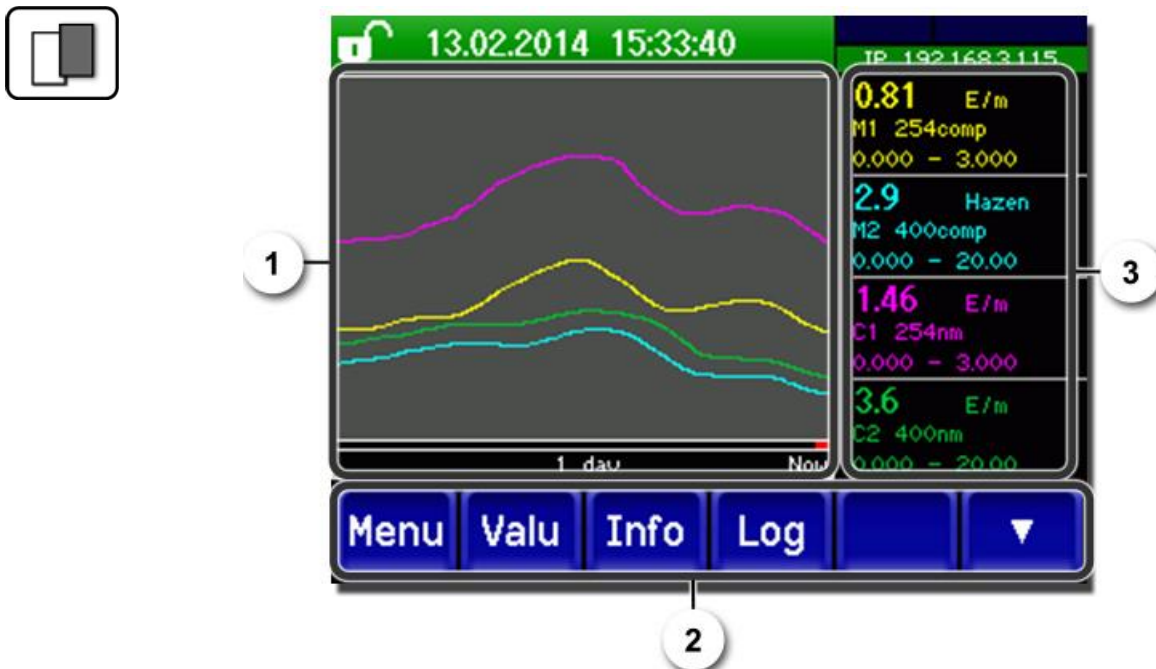 13.02.2014 15:33:40
IP 192.168.3.115
0.81 E/m
M1 254comp
0.000 - 3.000
2.9 Hazen
M2 400comp
0.000 - 20.00
1.46 E/m
C1 254nm
0.000 - 3.000
3.6 E/m
C2 400nm
0.000 - 20.00
1 day Now
1
3
Menu Valu Info Log ▼
2